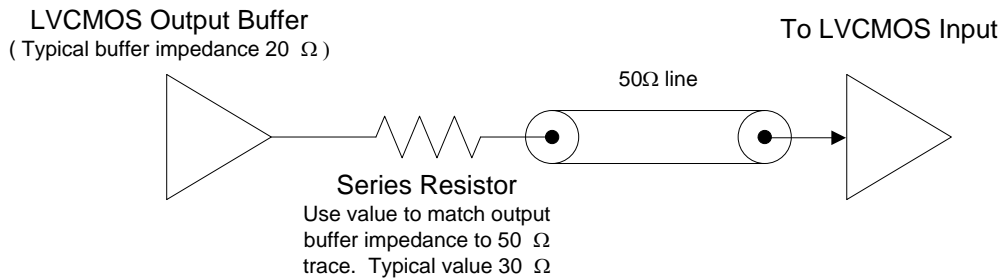 LVCMOS Output Buffer
( Typical buffer impedance 20 Ω )
To LVCMOS Input
50Ω line
Series Resistor
Use value to match output
buffer impedance to 50 Ω
trace. Typical value 30 Ω